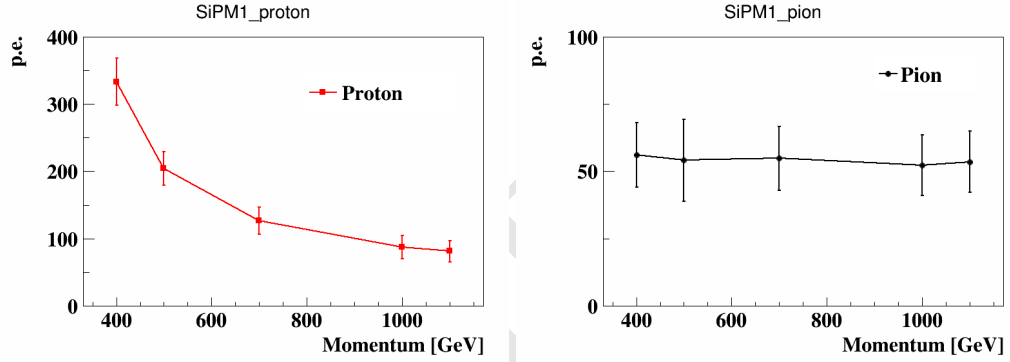 SiPM1_proton
p.e.
400
300
200
100
0
Proton
400 600 800 1000
Momentum [GeV]
SiPM1_pion
p.e.
100
50
0
Pion
400 600 800 1000
Momentum [GeV]